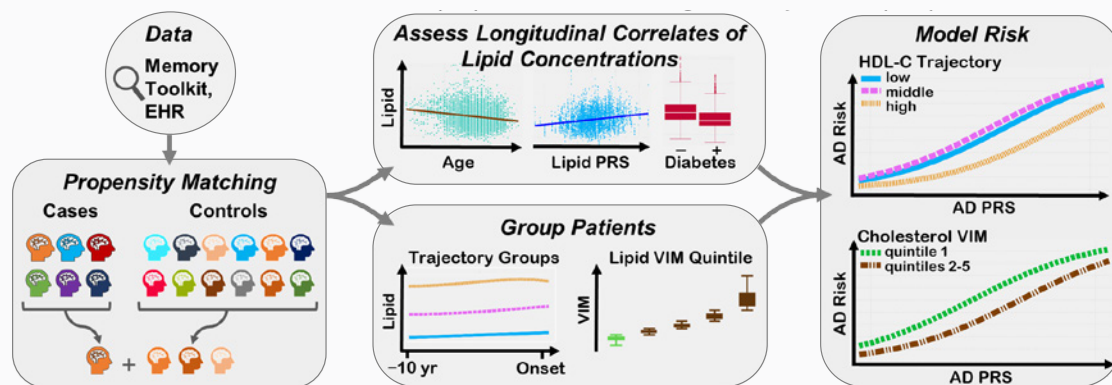 Data
Memory
Toolkit,
EHR
Propensity Matching
Cases Controls
+
Assess Longitudinal Correlates of
Lipid Concentrations
Lipid
Age
Lipid PRS
– +
Diabetes
Group Patients
Trajectory Groups
Lipid
–10 yr Onset
Lipid VIM Quintile
VIM
Model Risk
HDL-C Trajectory
low
middle
high
AD Risk
AD PRS
Cholesterol VIM
quintile 1
quintiles 2-5
AD Risk
AD PRS